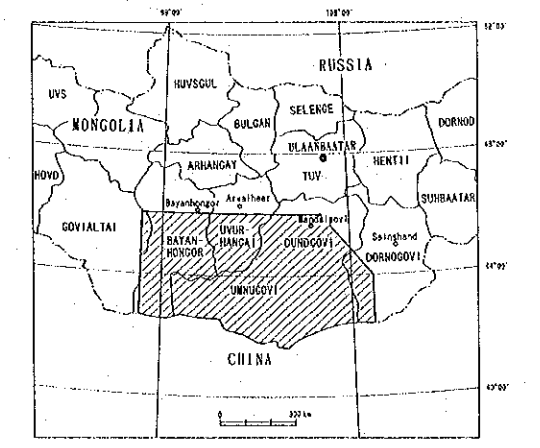 RUSSIA
HUVSGUL
UVS
SELENGE
MONGOLIA
BULGAN
DORNOD
ULAANBAATAR
ARHANGAY
HENTII
TUV
HOVD
SUHBAATAR
Bayanhongor
Arvaiheer
GOVIALTAI
Mandalgovi
UVUR-
HANGAI
BAYAN-
HONGOR
DUNDGOVI
Sainshand
DORNOGOVI
UMNUGOVI
CHINA
0
300 km